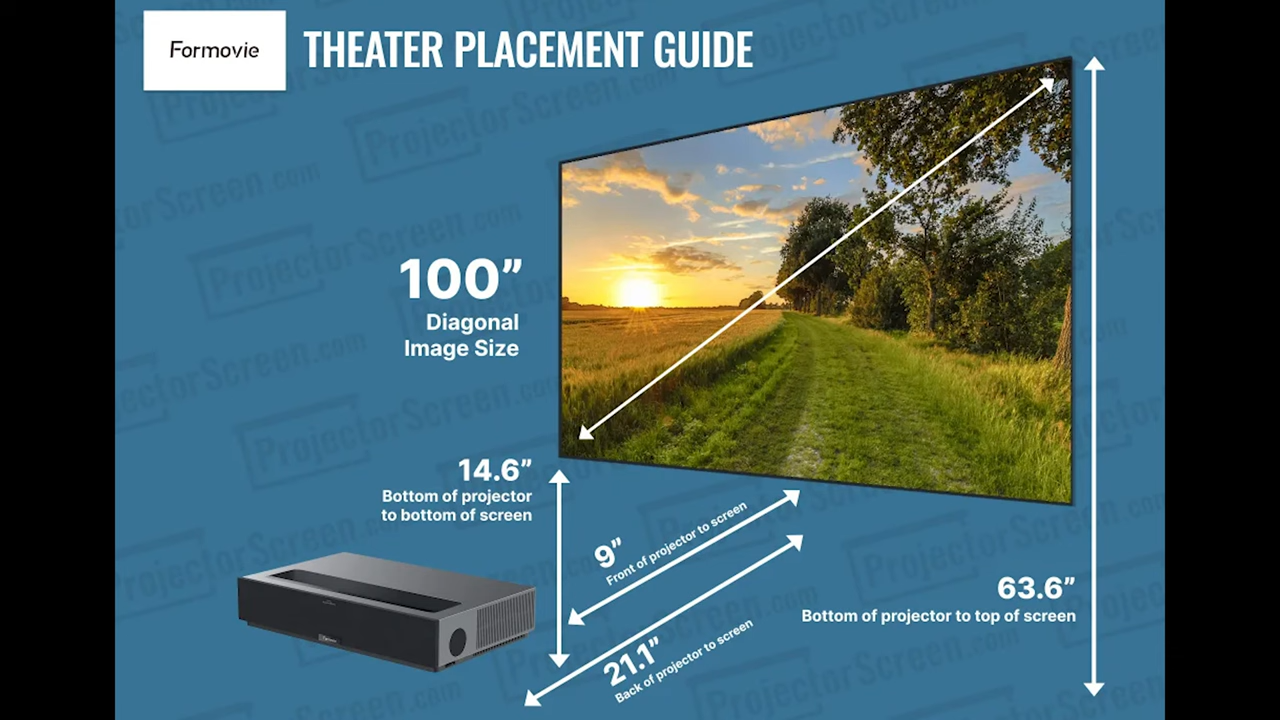 Formovie
THEATER PLACEMENT GUIDE
100”
Diagonal
Image Size
14.6”
Bottom of projector
to bottom of screen
9”
Front of projector to screen
21.1”
Back of projector to screen
63.6”
Bottom of projector to top of screen
ProjectorScreen.com